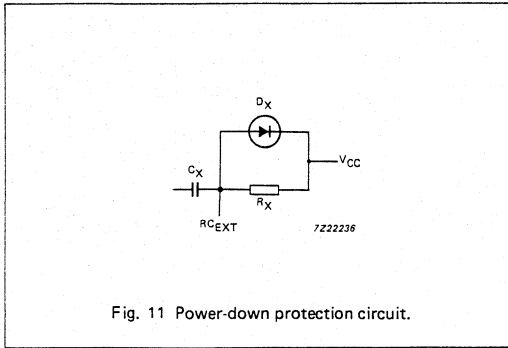 DX
VCC
CX
RX
RCEXT
7Z22236
Fig. 11 Power-down protection circuit.